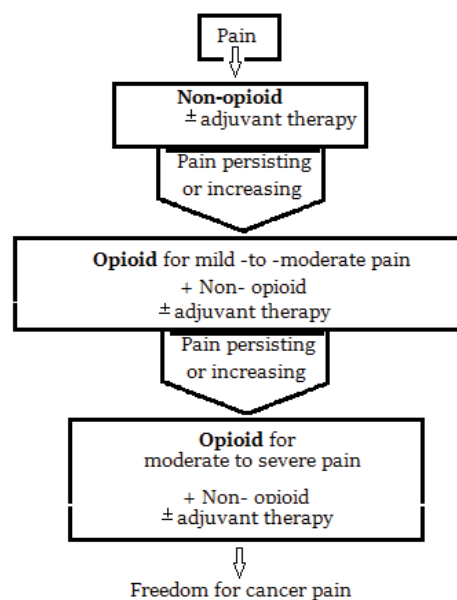 Pain
Non-opioid
± adjuvant therapy
Pain persisting
or increasing
Opioid for mild -to -moderate pain
+ Non- opioid
± adjuvant therapy
Pain persisting
or increasing
Opioid for
moderate to severe pain
+ Non- opioid
± adjuvant therapy
Freedom for cancer pain